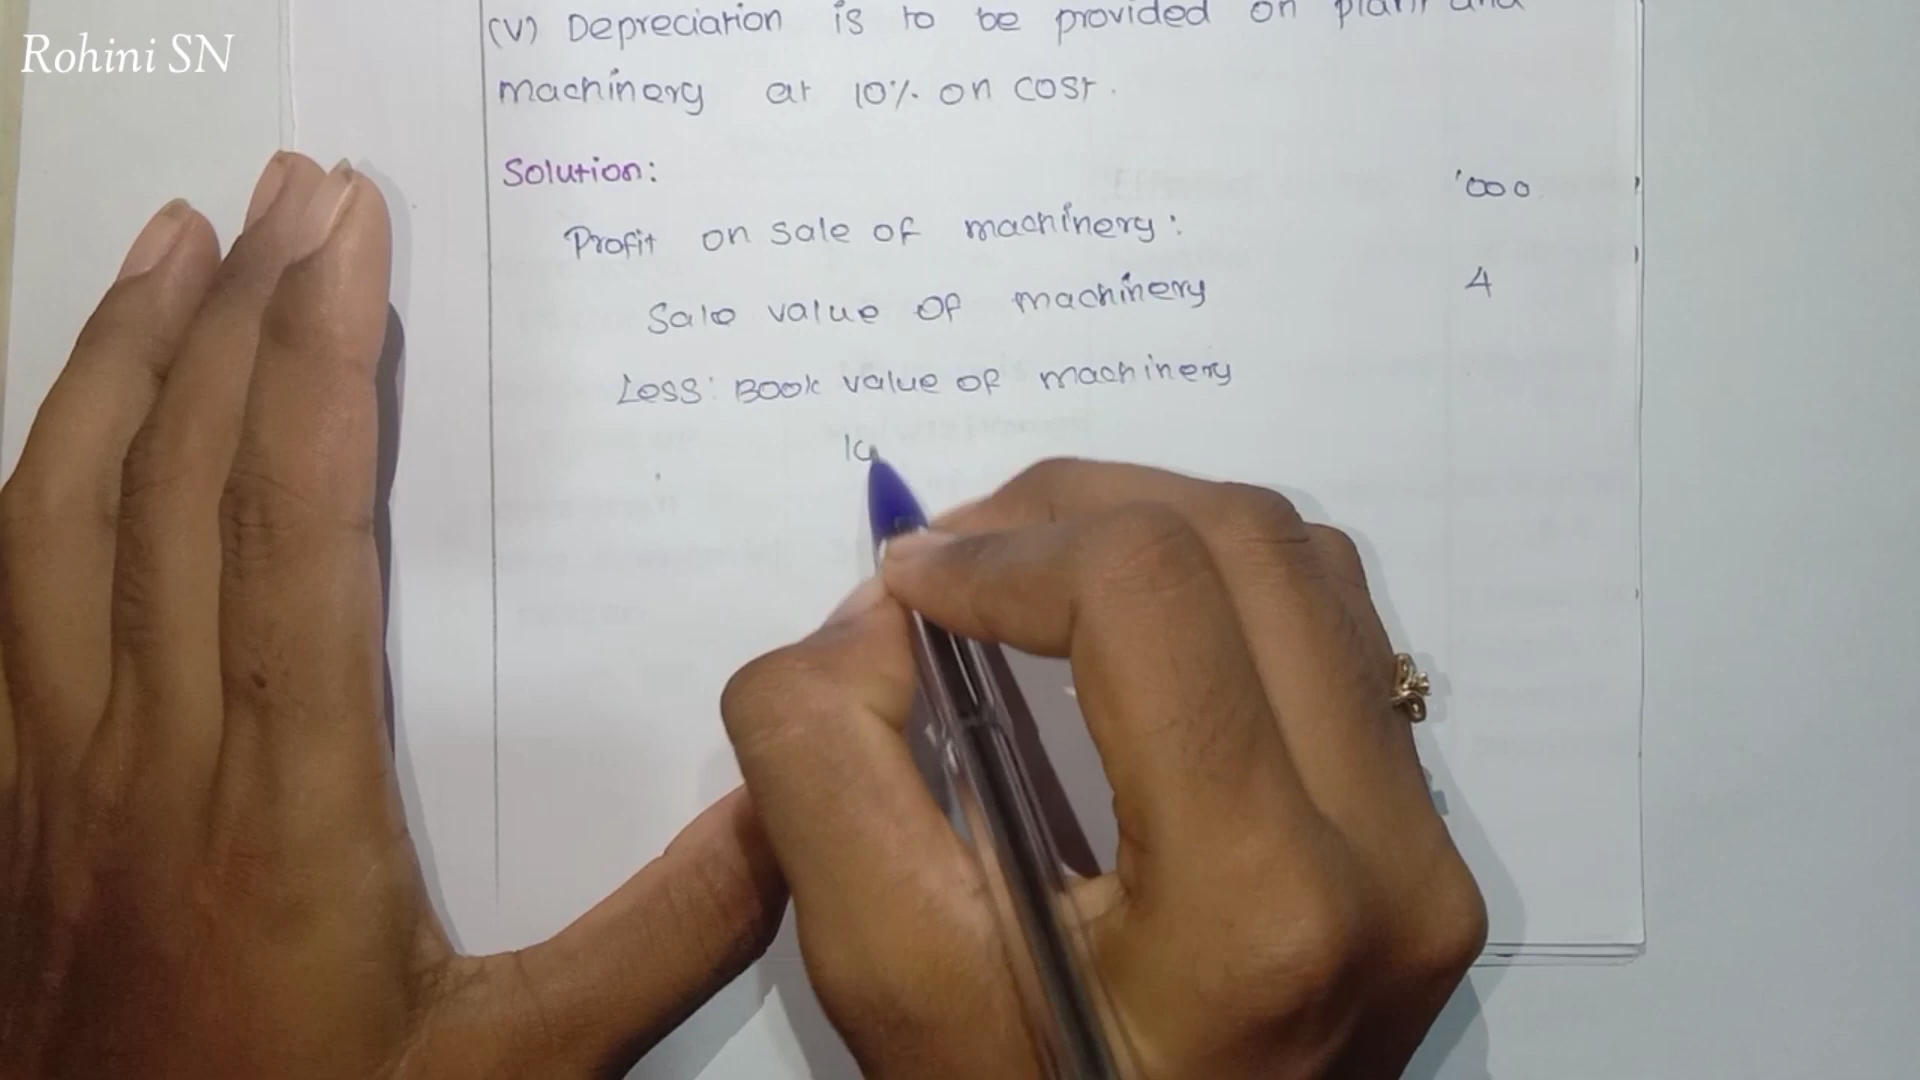 Rohini SN
(V) Depreciation is to be provided on plant and
machinery at 10% on cost.
Solution:
'000
Profit on sale of machinery:
Sale value of machinery 4
Less: Book value of machinery